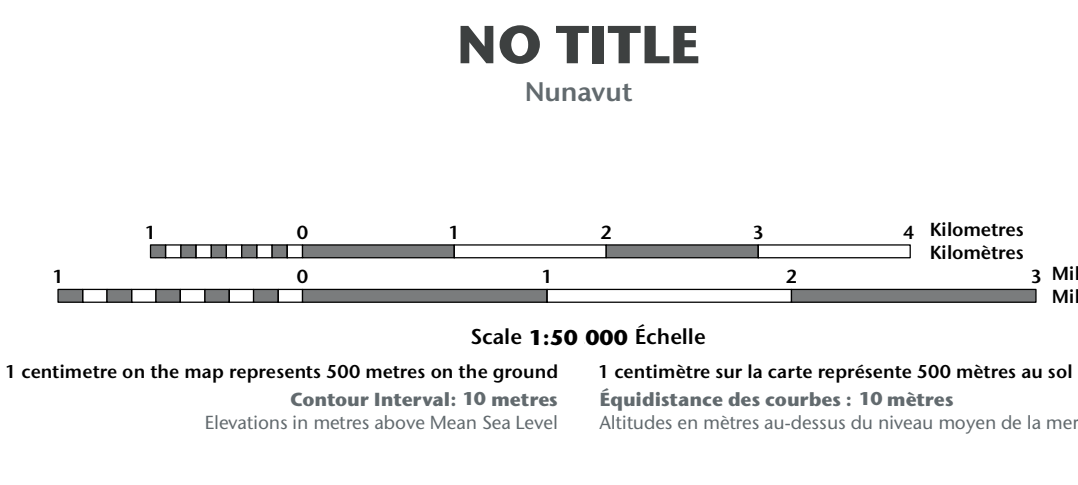 NO TITLE
Nunavut
1 0 1 2 3 4 Kilometres
Kilomètres
1 0 1 2 3
Scale 1:50 000 Échelle
1 centimetre on the map represents 500 metres on the ground
Contour Interval: 10 metres
Elevations in metres above Mean Sea Level
1 centimètre sur la carte représente 500 mètres au sol
Équidistance des courbes : 10 mètres
Altitudes en mètres au-dessus du niveau moyen de la mer